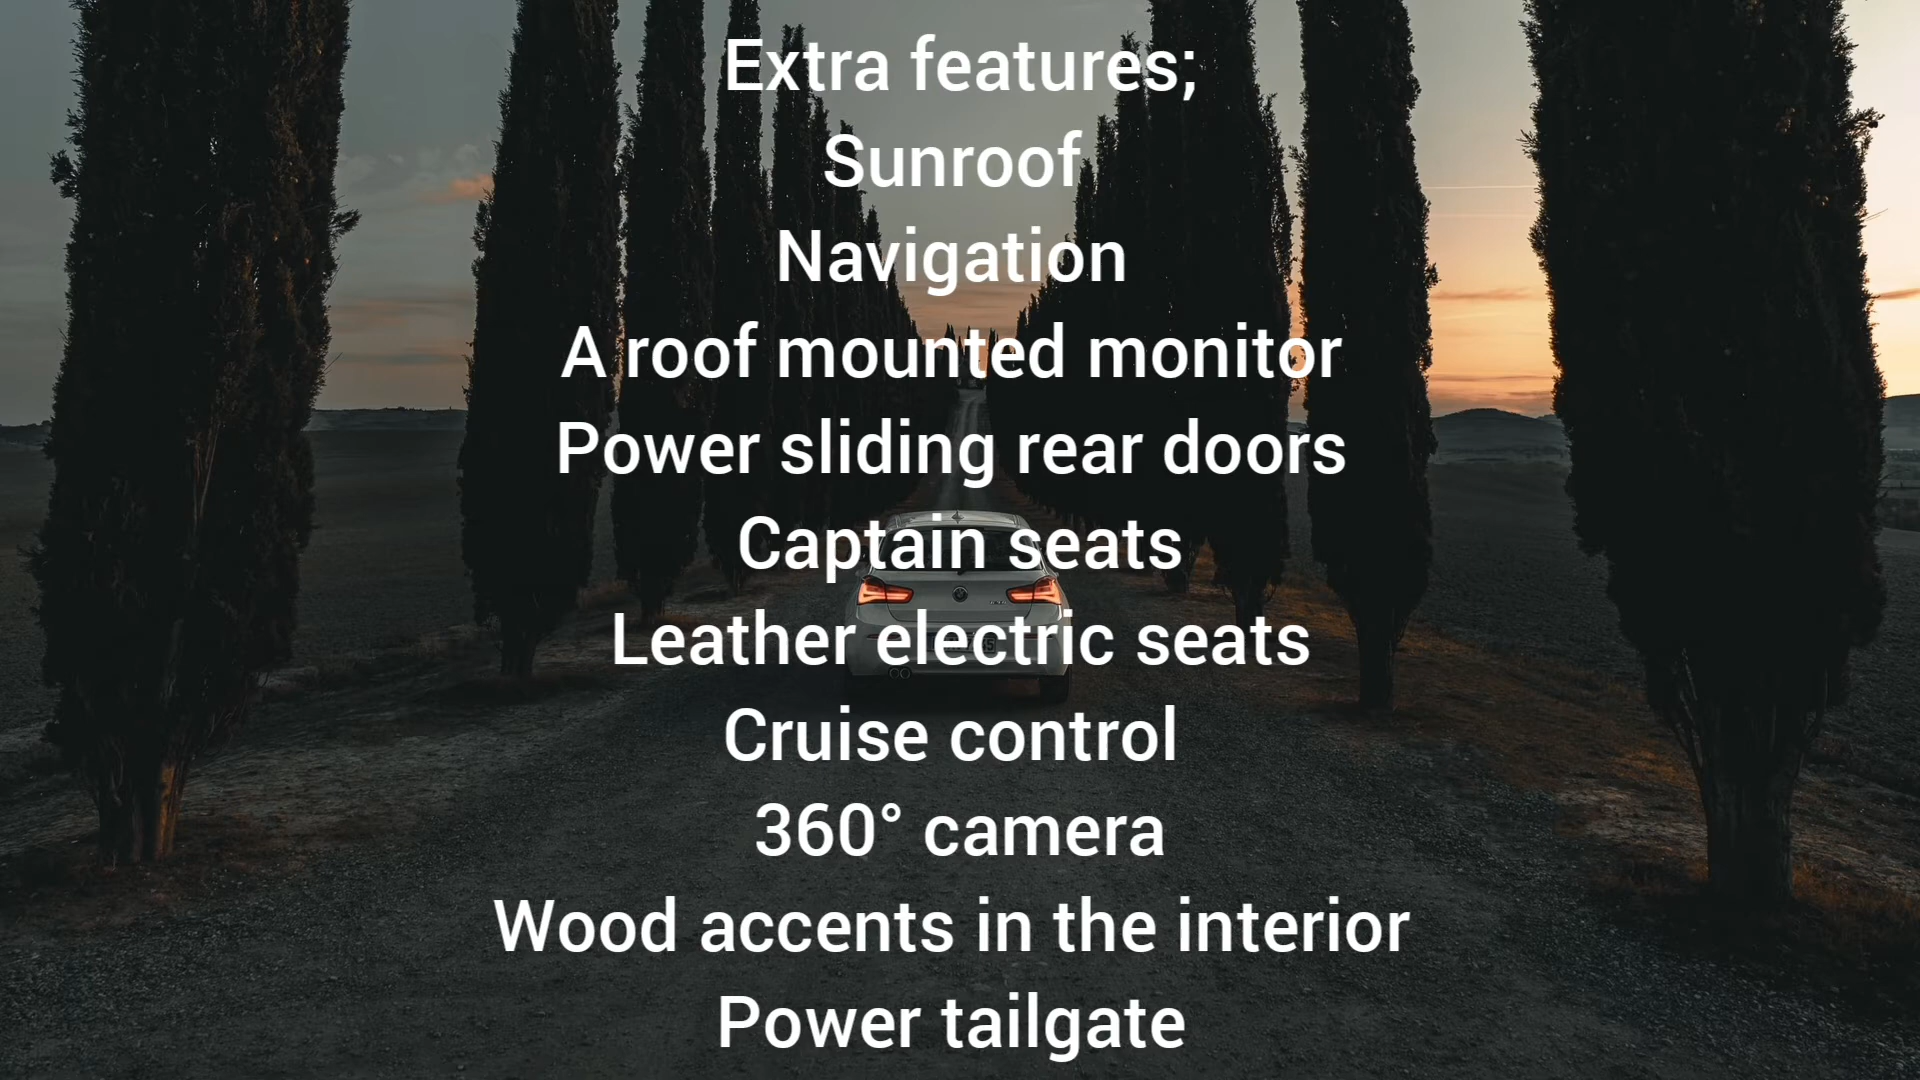 Extra features;
Sunroof
Navigation
A roof mounted monitor
Power sliding rear doors
Captain seats
Leather electric seats
Cruise control
360° camera
Wood accents in the interior
Power tailgate